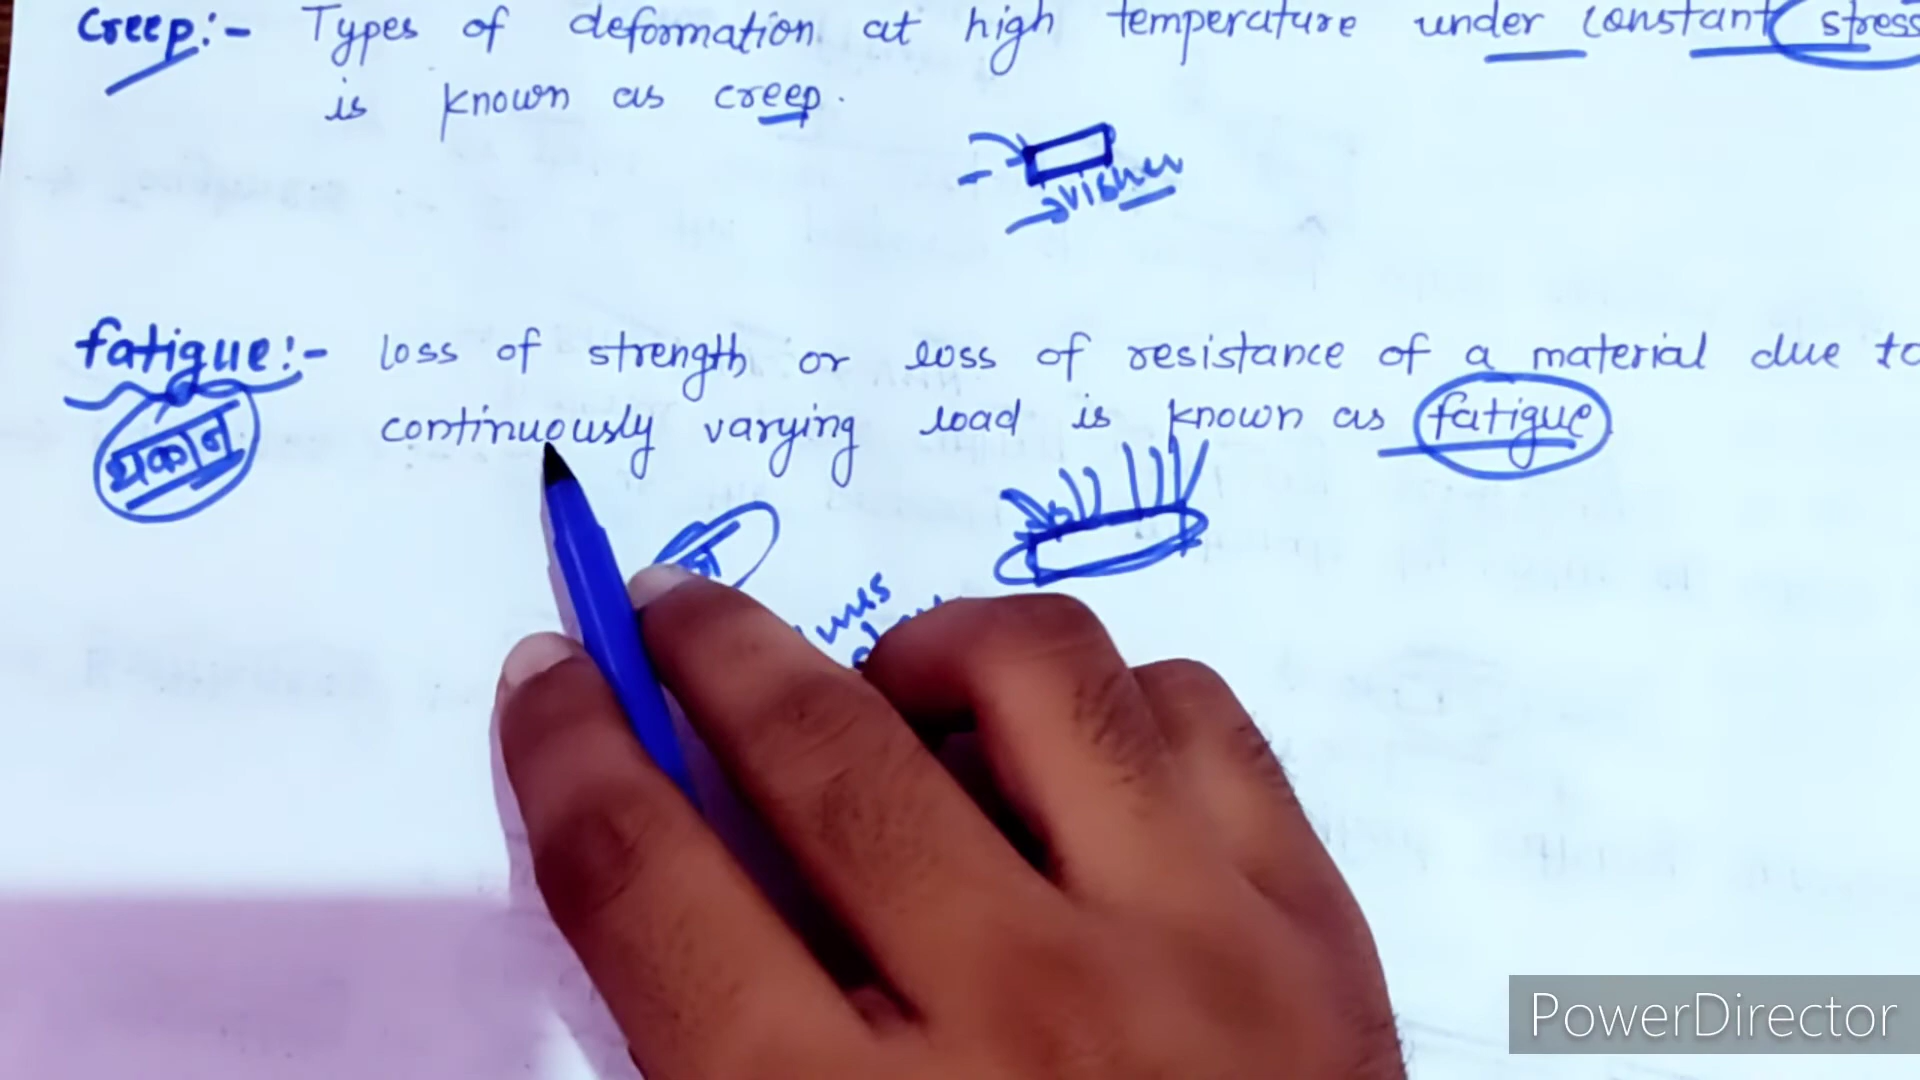 Creep:- Types of deformation at high temperature under constant stress
is known as creep.
fatigue:- loss of strength or loss of resistance of a material due to
continuously varying load is known as fatigue
थकान
PowerDirector